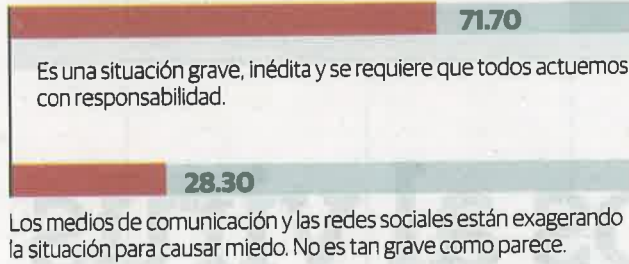 71.70
Es una situación grave, inédita y se requiere que todos actuemos
con responsabilidad.
28.30
Los medios de comunicación y las redes sociales están exagerando
la situación para causar miedo. No es tan grave como parece.